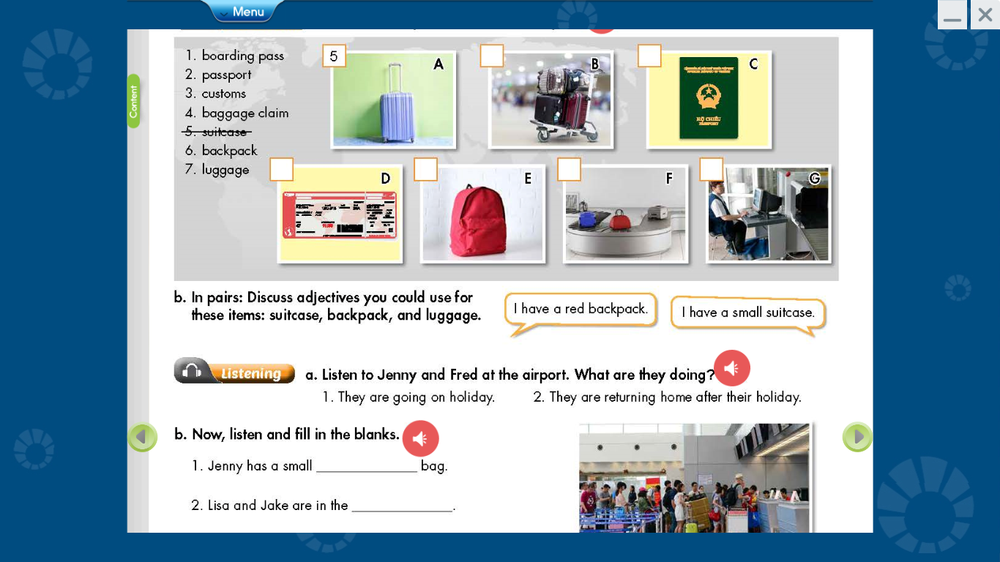 Menu
Content
1. boarding pass
2. passport
3. customs
4. baggage claim
5. suitcase
6. backpack
7. luggage
5
A
B
C
HỘ CHIẾU
PASSPORT
D
E
F
G
b. In pairs: Discuss adjectives you could use for
these items: suitcase, backpack, and luggage.
I have a red backpack.
I have a small suitcase.
Listening
a. Listen to Jenny and Fred at the airport. What are they doing?
1. They are going on holiday.
2. They are returning home after their holiday.
b. Now, listen and fill in the blanks.
1. Jenny has a small ______________ bag.
2. Lisa and Jake are in the ______________.